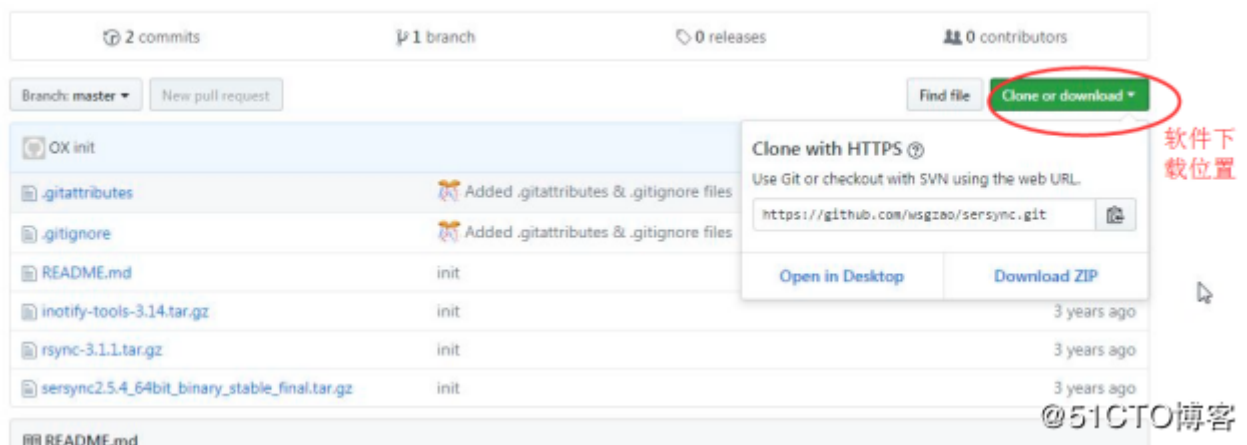 2 commits 1 branch 0 releases 0 contributors
Branch: master New pull request Find file Clone or download
软件下
载位置
OX init
Clone with HTTPS
Use Git or checkout with SVN using the web URL.
https://github.com/wsgzao/sersync.git
Open in Desktop Download ZIP
.gitattributes Added .gitattributes & .gitignore files
.gitignore Added .gitattributes & .gitignore files
README.md init
inotify-tools-3.14.tar.gz init 3 years ago
rsync-3.1.1.tar.gz init 3 years ago
sersync2.5.4_64bit_binary_stable_final.tar.gz init 3 years ago
@51CTO博客
README.md